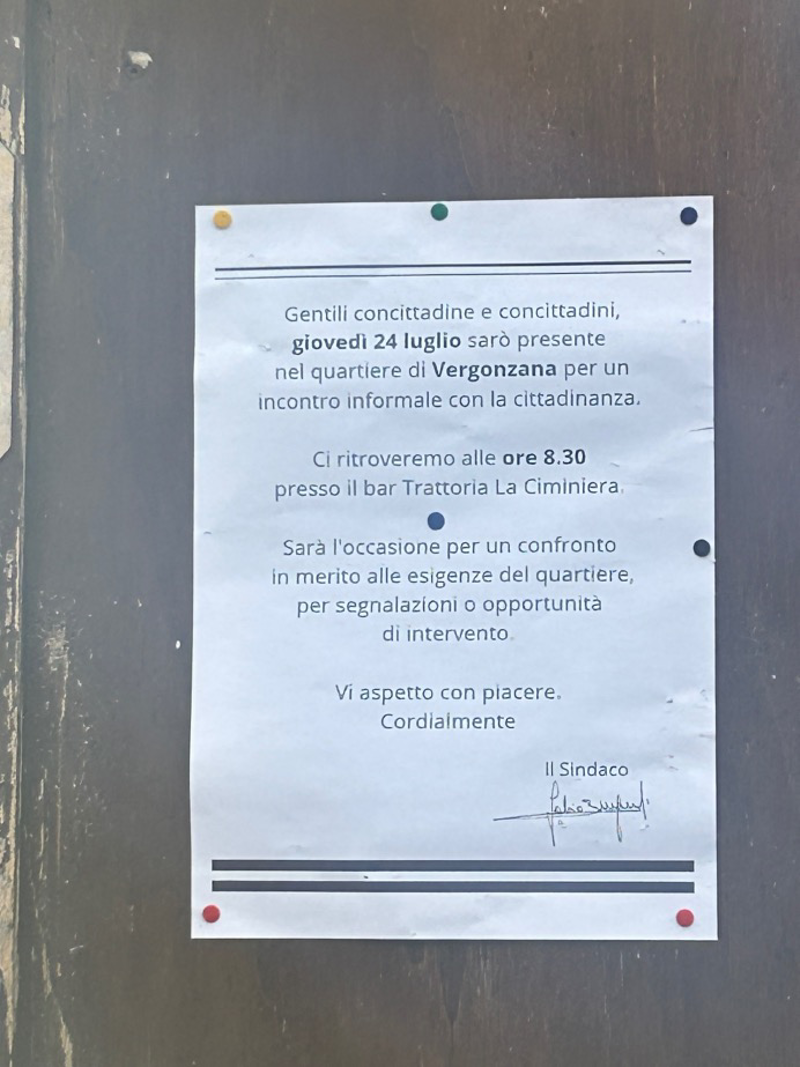 Gentili concittadine e concittadini,
giovedì 24 luglio sarò presente
nel quartiere di Vergonzana per un
incontro informale con la cittadinanza.
Ci ritroveremo alle ore 8.30
presso il bar Trattoria La Ciminiera.
Sarà l'occasione per un confronto
in merito alle esigenze del quartiere,
per segnalazioni o opportunità
di intervento.
Vi aspetto con piacere.
Cordialmente
Il Sindaco